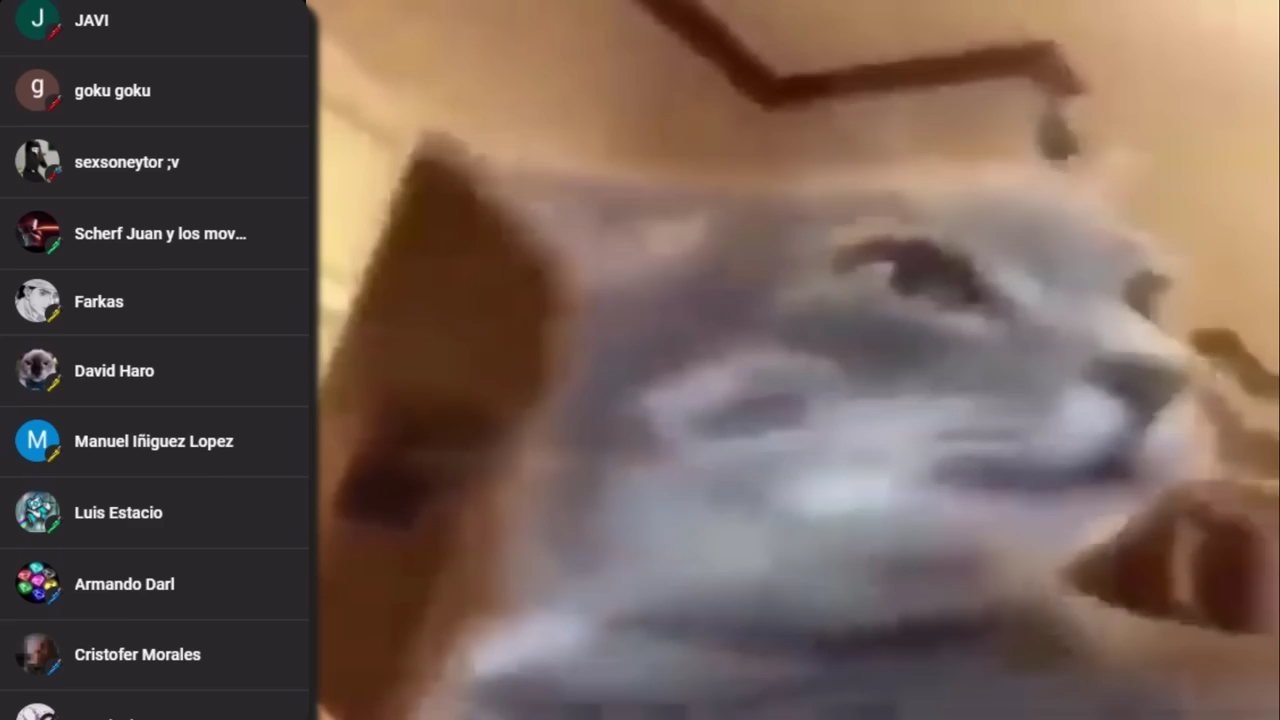 J JAVI
g goku goku
sexsoneytor ;v
Scherf Juan y los mov...
Farkas
David Haro
M Manuel Iñiguez Lopez
Luis Estacio
Armando Darl
Cristofer Morales